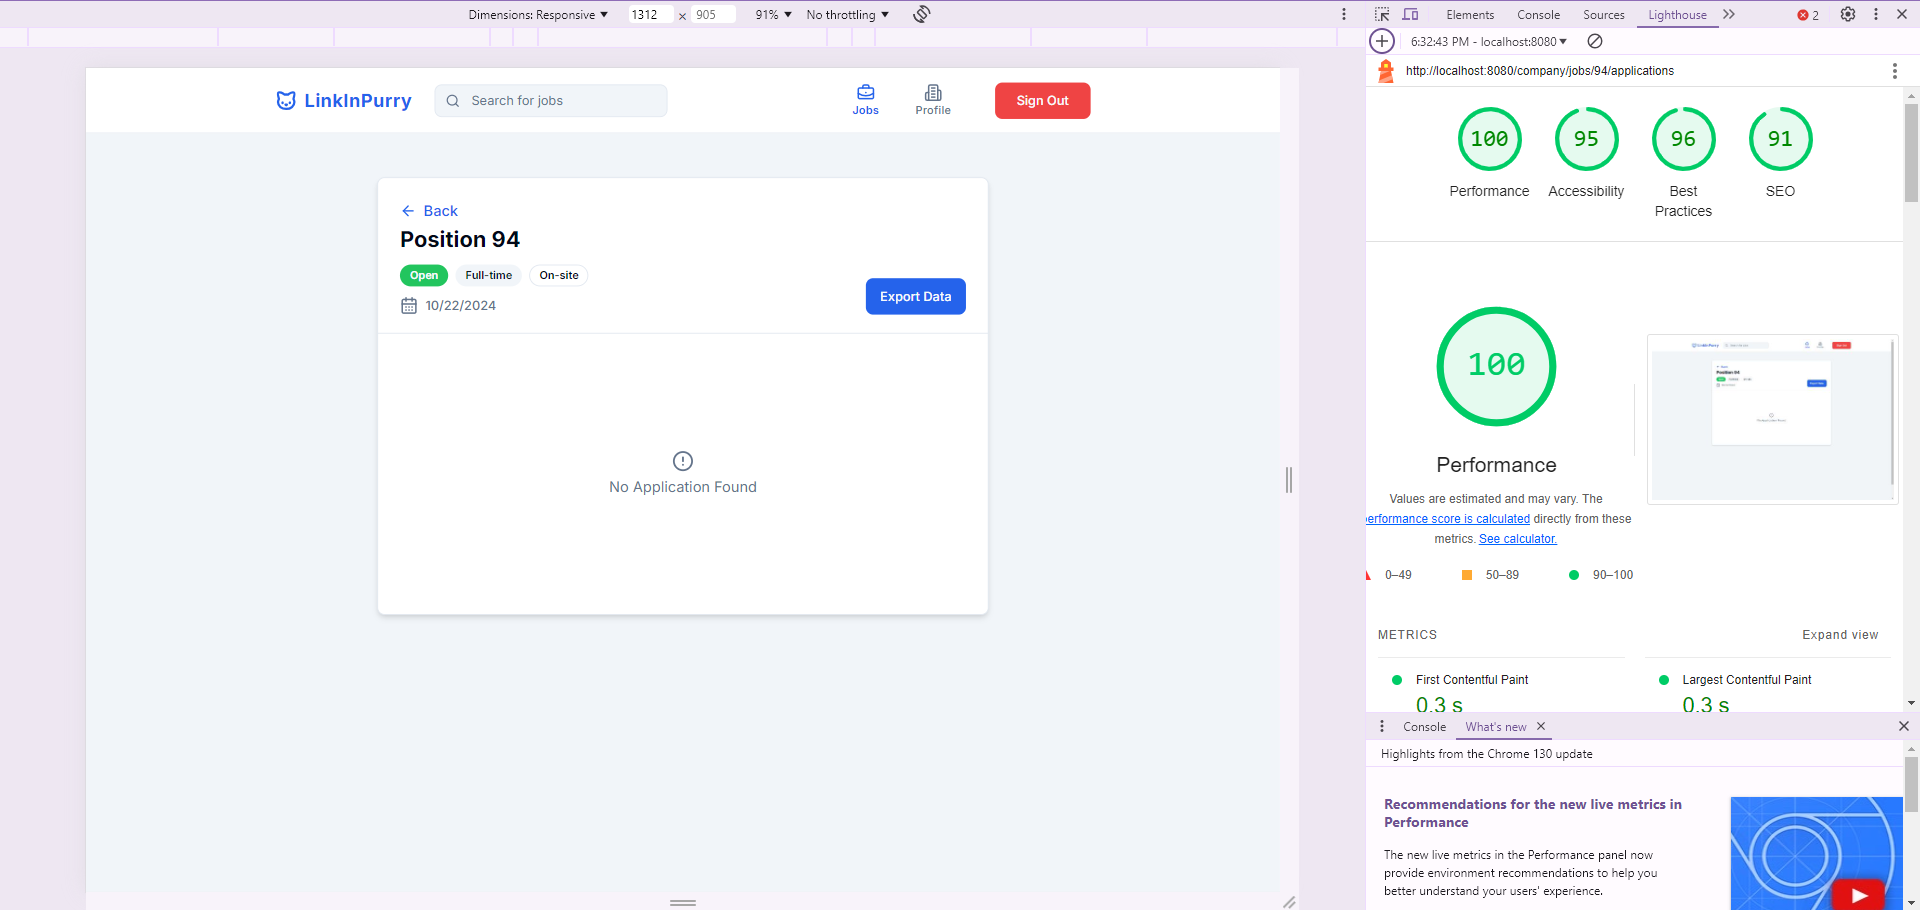 Dimensions: Responsive
1312 × 905
91%
No throttling
LinkInPurry
Search for jobs
Jobs
Profile
Sign Out
Back
Position 94
Open
Full-time
On-site
10/22/2024
Export Data
No Application Found
Elements
Console
Sources
Lighthouse
2
6:32:43 PM - localhost:8080
http://localhost:8080/company/jobs/94/applications
100
95
96
91
Performance
Accessibility
Best
Practices
SEO
100
Performance
Values are estimated and may vary. The
performance score is calculated directly from these
metrics. See calculator.
0–49
50–89
90–100
METRICS
Expand view
First Contentful Paint
0.3 s
Largest Contentful Paint
0.3 s
Console
What's new
Highlights from the Chrome 130 update
Recommendations for the new live metrics in
Performance
The new live metrics in the Performance panel now
provide environment recommendations to help you
better understand your users' experience.